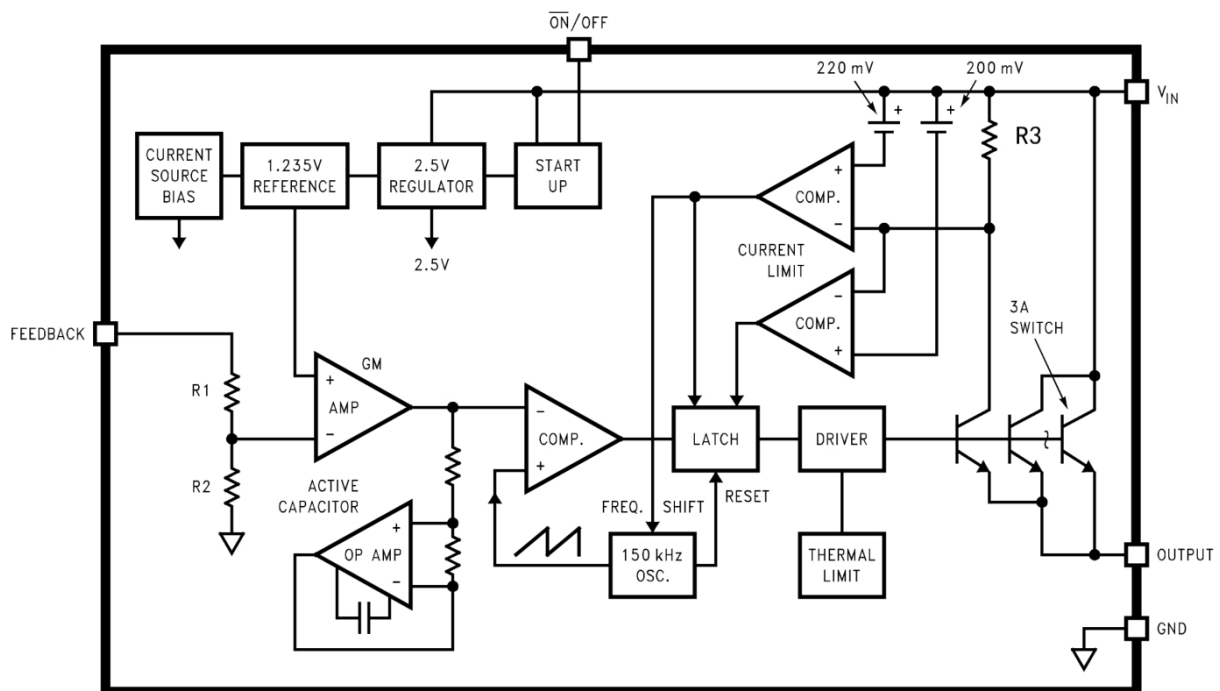 ON/OFF
220 mV
200 mV
+
+
VIN
R3
CURRENT
SOURCE
BIAS
1.235V
REFERENCE
2.5V
REGULATOR
START
UP
+
COMP.
-
2.5V
CURRENT
LIMIT
-
COMP.
+
3A
SWITCH
FEEDBACK
R1
R2
GM
+
AMP
-
-
COMP.
+
LATCH
DRIVER
ACTIVE
CAPACITOR
+
OP AMP
-
FREQ. SHIFT
RESET
150 kHz
OSC.
THERMAL
LIMIT
OUTPUT
GND